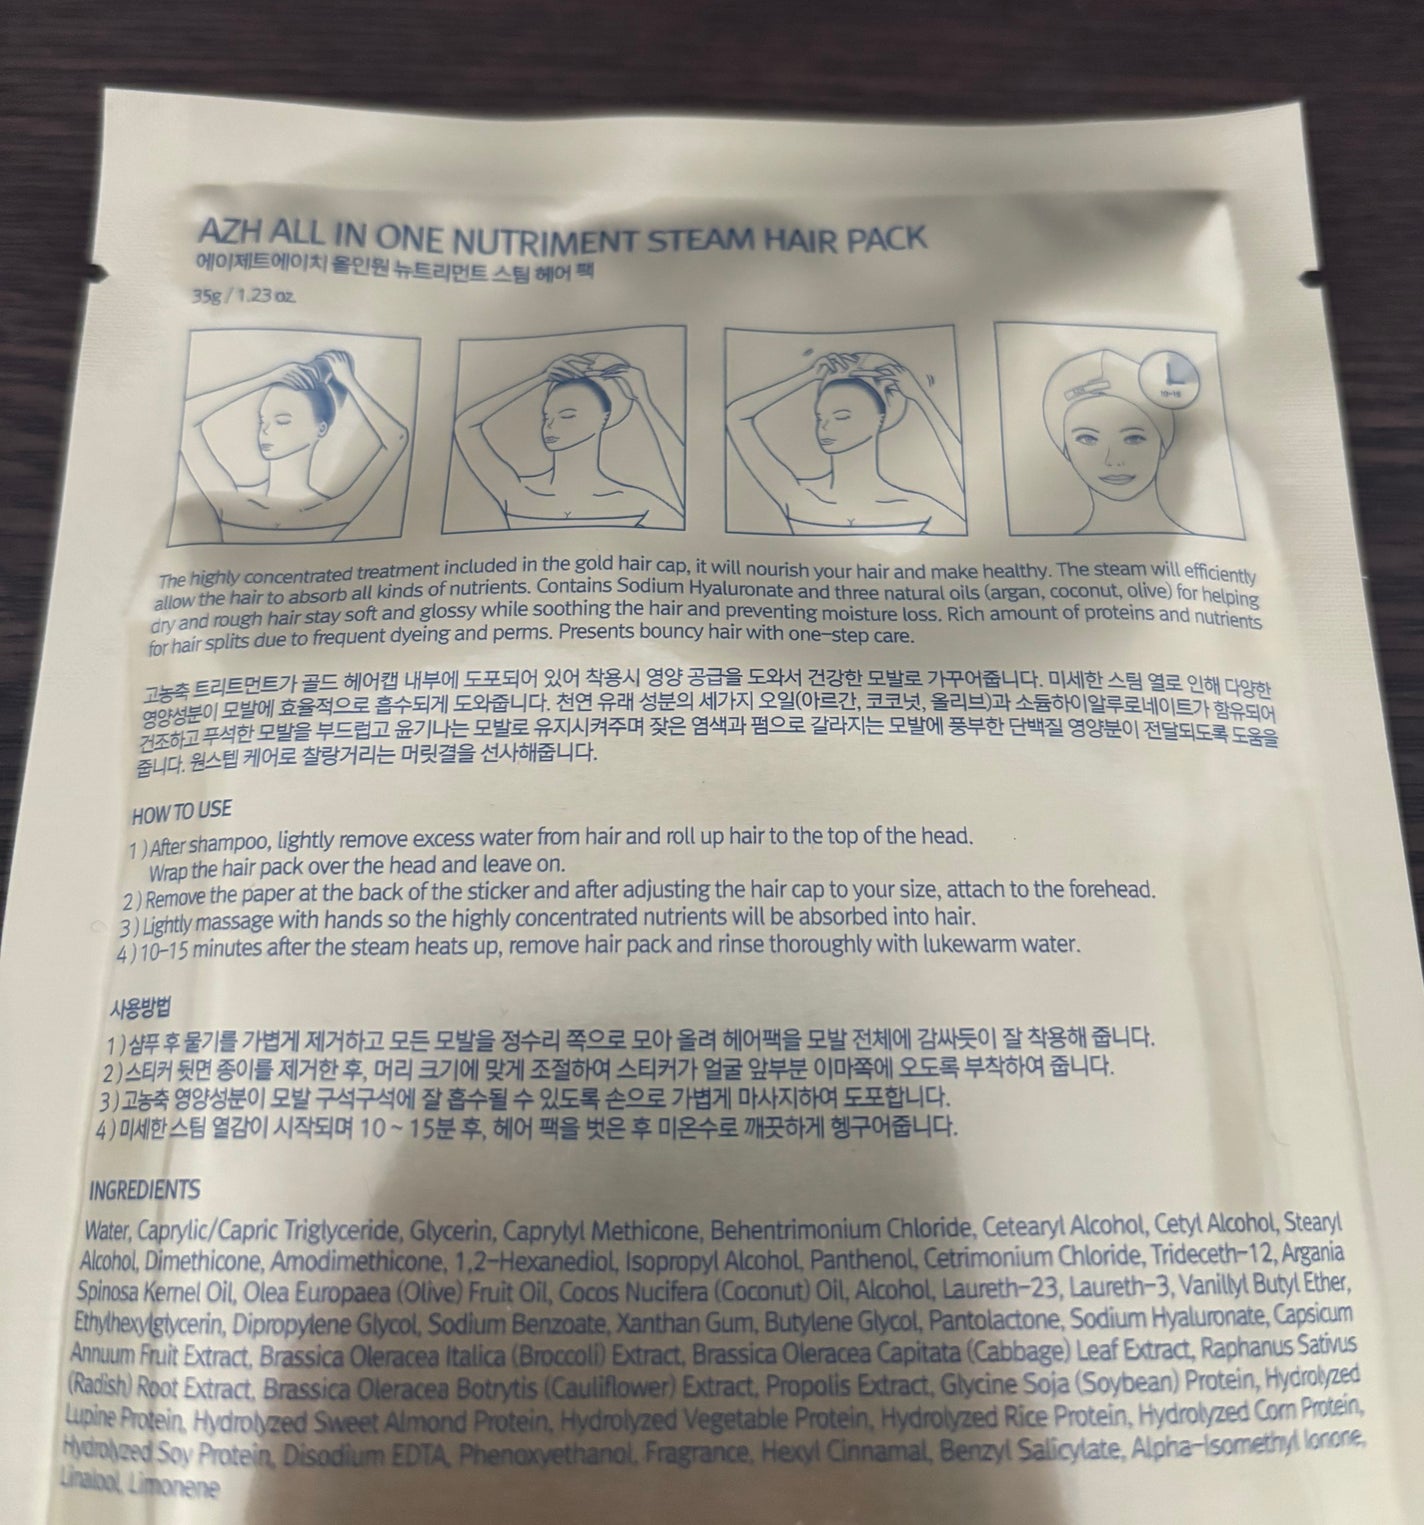 AZH ALL IN ONE NUTRIMENT STEAM HAIR PACK
에이제트에이치 올인원 뉴트리먼트 스팀 헤어 팩
35g / 1.23 oz.
10~15
The highly concentrated treatment included in the gold hair cap, it will nourish your hair and make healthy. The steam will efficiently
allow the hair to absorb all kinds of nutrients. Contains Sodium Hyaluronate and three natural oils (argan, coconut, olive) for helping
dry and rough hair stay soft and glossy while soothing the hair and preventing moisture loss. Rich amount of proteins and nutrients
for hair splits due to frequent dyeing and perms. Presents bouncy hair with one-step care.
고농축 트리트먼트가 골드 헤어캡 내부에 도포되어 있어 착용시 영양 공급을 도와서 건강한 모발로 가꾸어줍니다. 미세한 스팀 열로 인해 다양한
영양성분이 모발에 효율적으로 흡수되게 도와줍니다. 천연 유래 성분의 세가지 오일(아르간, 코코넛, 올리브)과 소듐하이알루로네이트가 함유되어
건조하고 푸석한 모발을 부드럽고 윤기나는 모발로 유지시켜주며 잦은 염색과 펌으로 갈라지는 모발에 풍부한 단백질 영양분이 전달되도록 도움을
줍니다. 원스텝 케어로 찰랑거리는 머릿결을 선사해줍니다.
HOW TO USE
1 ) After shampoo, lightly remove excess water from hair and roll up hair to the top of the head.
Wrap the hair pack over the head and leave on.
2 ) Remove the paper at the back of the sticker and after adjusting the hair cap to your size, attach to the forehead.
3 ) Lightly massage with hands so the highly concentrated nutrients will be absorbed into hair.
4 ) 10-15 minutes after the steam heats up, remove hair pack and rinse thoroughly with lukewarm water.
사용방법
1 ) 샴푸 후 물기를 가볍게 제거하고 모든 모발을 정수리 쪽으로 모아 올려 헤어팩을 모발 전체에 감싸듯이 잘 착용해 줍니다.
2 ) 스티커 뒷면 종이를 제거한 후, 머리 크기에 맞게 조절하여 스티커가 얼굴 앞부분 이마쪽에 오도록 부착하여 줍니다.
3 ) 고농축 영양성분이 모발 구석구석에 잘 흡수될 수 있도록 손으로 가볍게 마사지하여 도포합니다.
4 ) 미세한 스팀 열감이 시작되며 10 ~ 15분 후, 헤어 팩을 벗은 후 미온수로 깨끗하게 헹구어줍니다.
INGREDIENTS
Water, Caprylic/Capric Triglyceride, Glycerin, Caprylyl Methicone, Behentrimonium Chloride, Cetearyl Alcohol, Cetyl Alcohol, Stearyl
Alcohol, Dimethicone, Amodimethicone, 1,2-Hexanediol, Isopropyl Alcohol, Panthenol, Cetrimonium Chloride, Trideceth-12, Argania
Spinosa Kernel Oil, Olea Europaea (Olive) Fruit Oil, Cocos Nucifera (Coconut) Oil, Alcohol, Laureth-23, Laureth-3, Vanillyl Butyl Ether,
Ethylhexylglycerin, Dipropylene Glycol, Sodium Benzoate, Xanthan Gum, Butylene Glycol, Pantolactone, Sodium Hyaluronate, Capsicum
Annuum Fruit Extract, Brassica Oleracea Italica (Broccoli) Extract, Brassica Oleracea Capitata (Cabbage) Leaf Extract, Raphanus Sativus
(Radish) Root Extract, Brassica Oleracea Botrytis (Cauliflower) Extract, Propolis Extract, Glycine Soja (Soybean) Protein, Hydrolyzed
Lupine Protein, Hydrolyzed Sweet Almond Protein, Hydrolyzed Vegetable Protein, Hydrolyzed Rice Protein, Hydrolyzed Corn Protein,
Hydrolyzed Soy Protein, Disodium EDTA, Phenoxyethanol, Fragrance, Hexyl Cinnamal, Benzyl Salicylate, Alpha-Isomethyl Ionone,
Linalool, Limonene